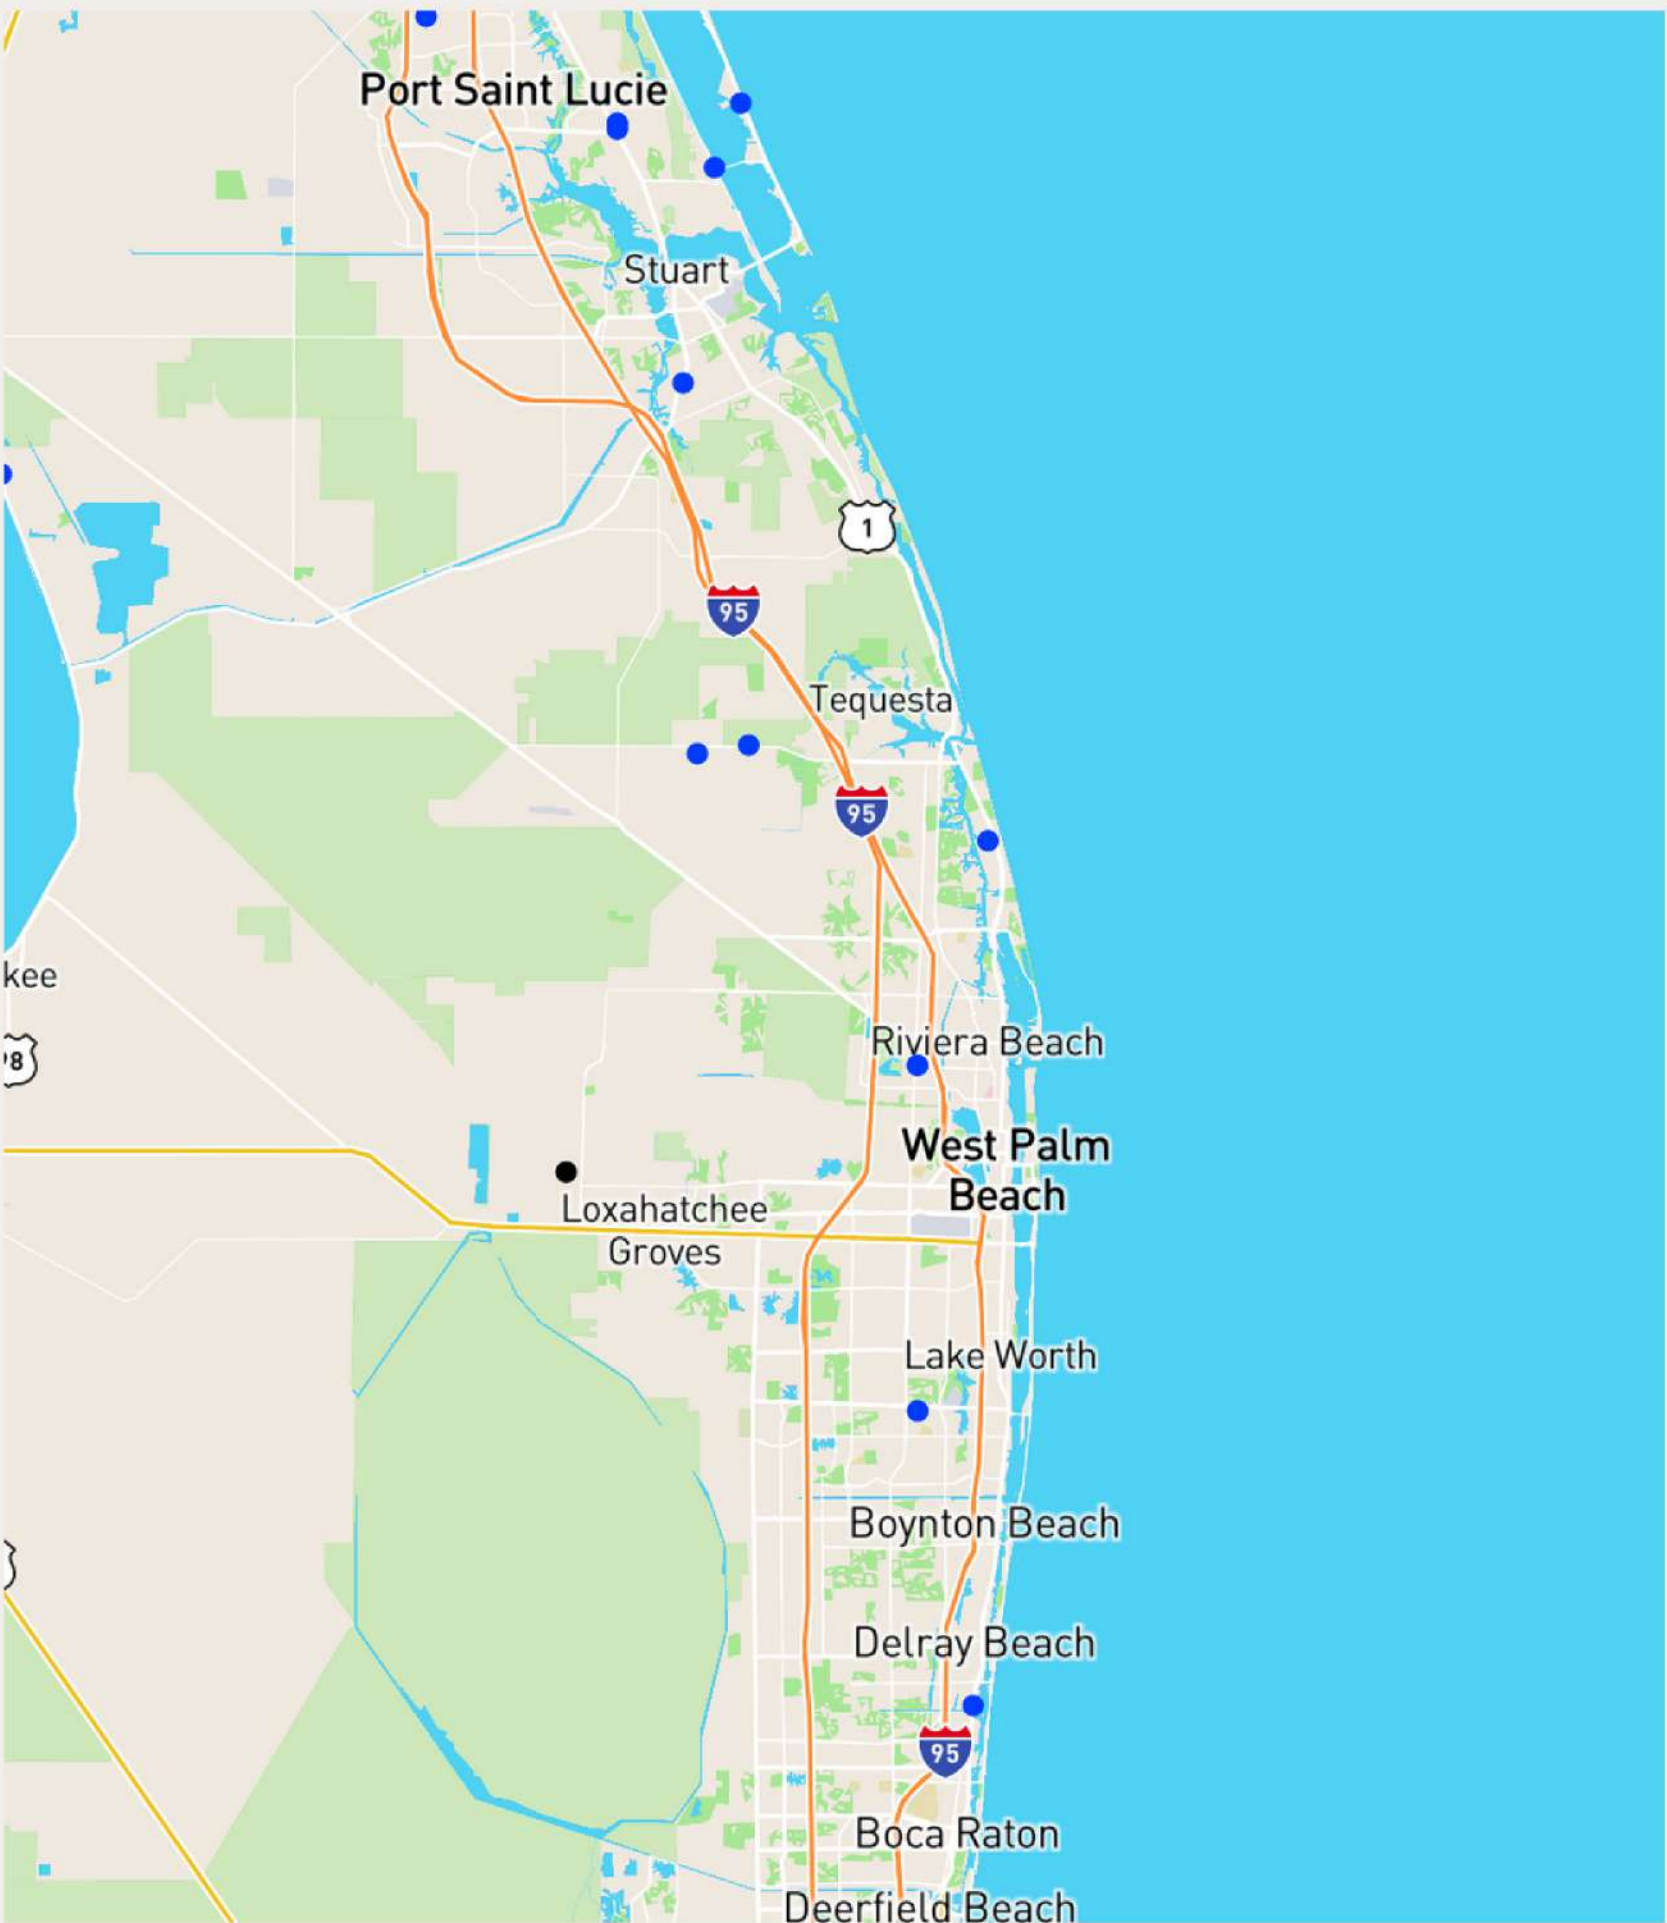 Port Saint Lucie
Stuart
1
95
Tequesta
95
kee
98
Riviera Beach
West Palm
Beach
Loxahatchee
Groves
Lake Worth
Boynton Beach
Delray Beach
95
Boca Raton
Deerfield Beach